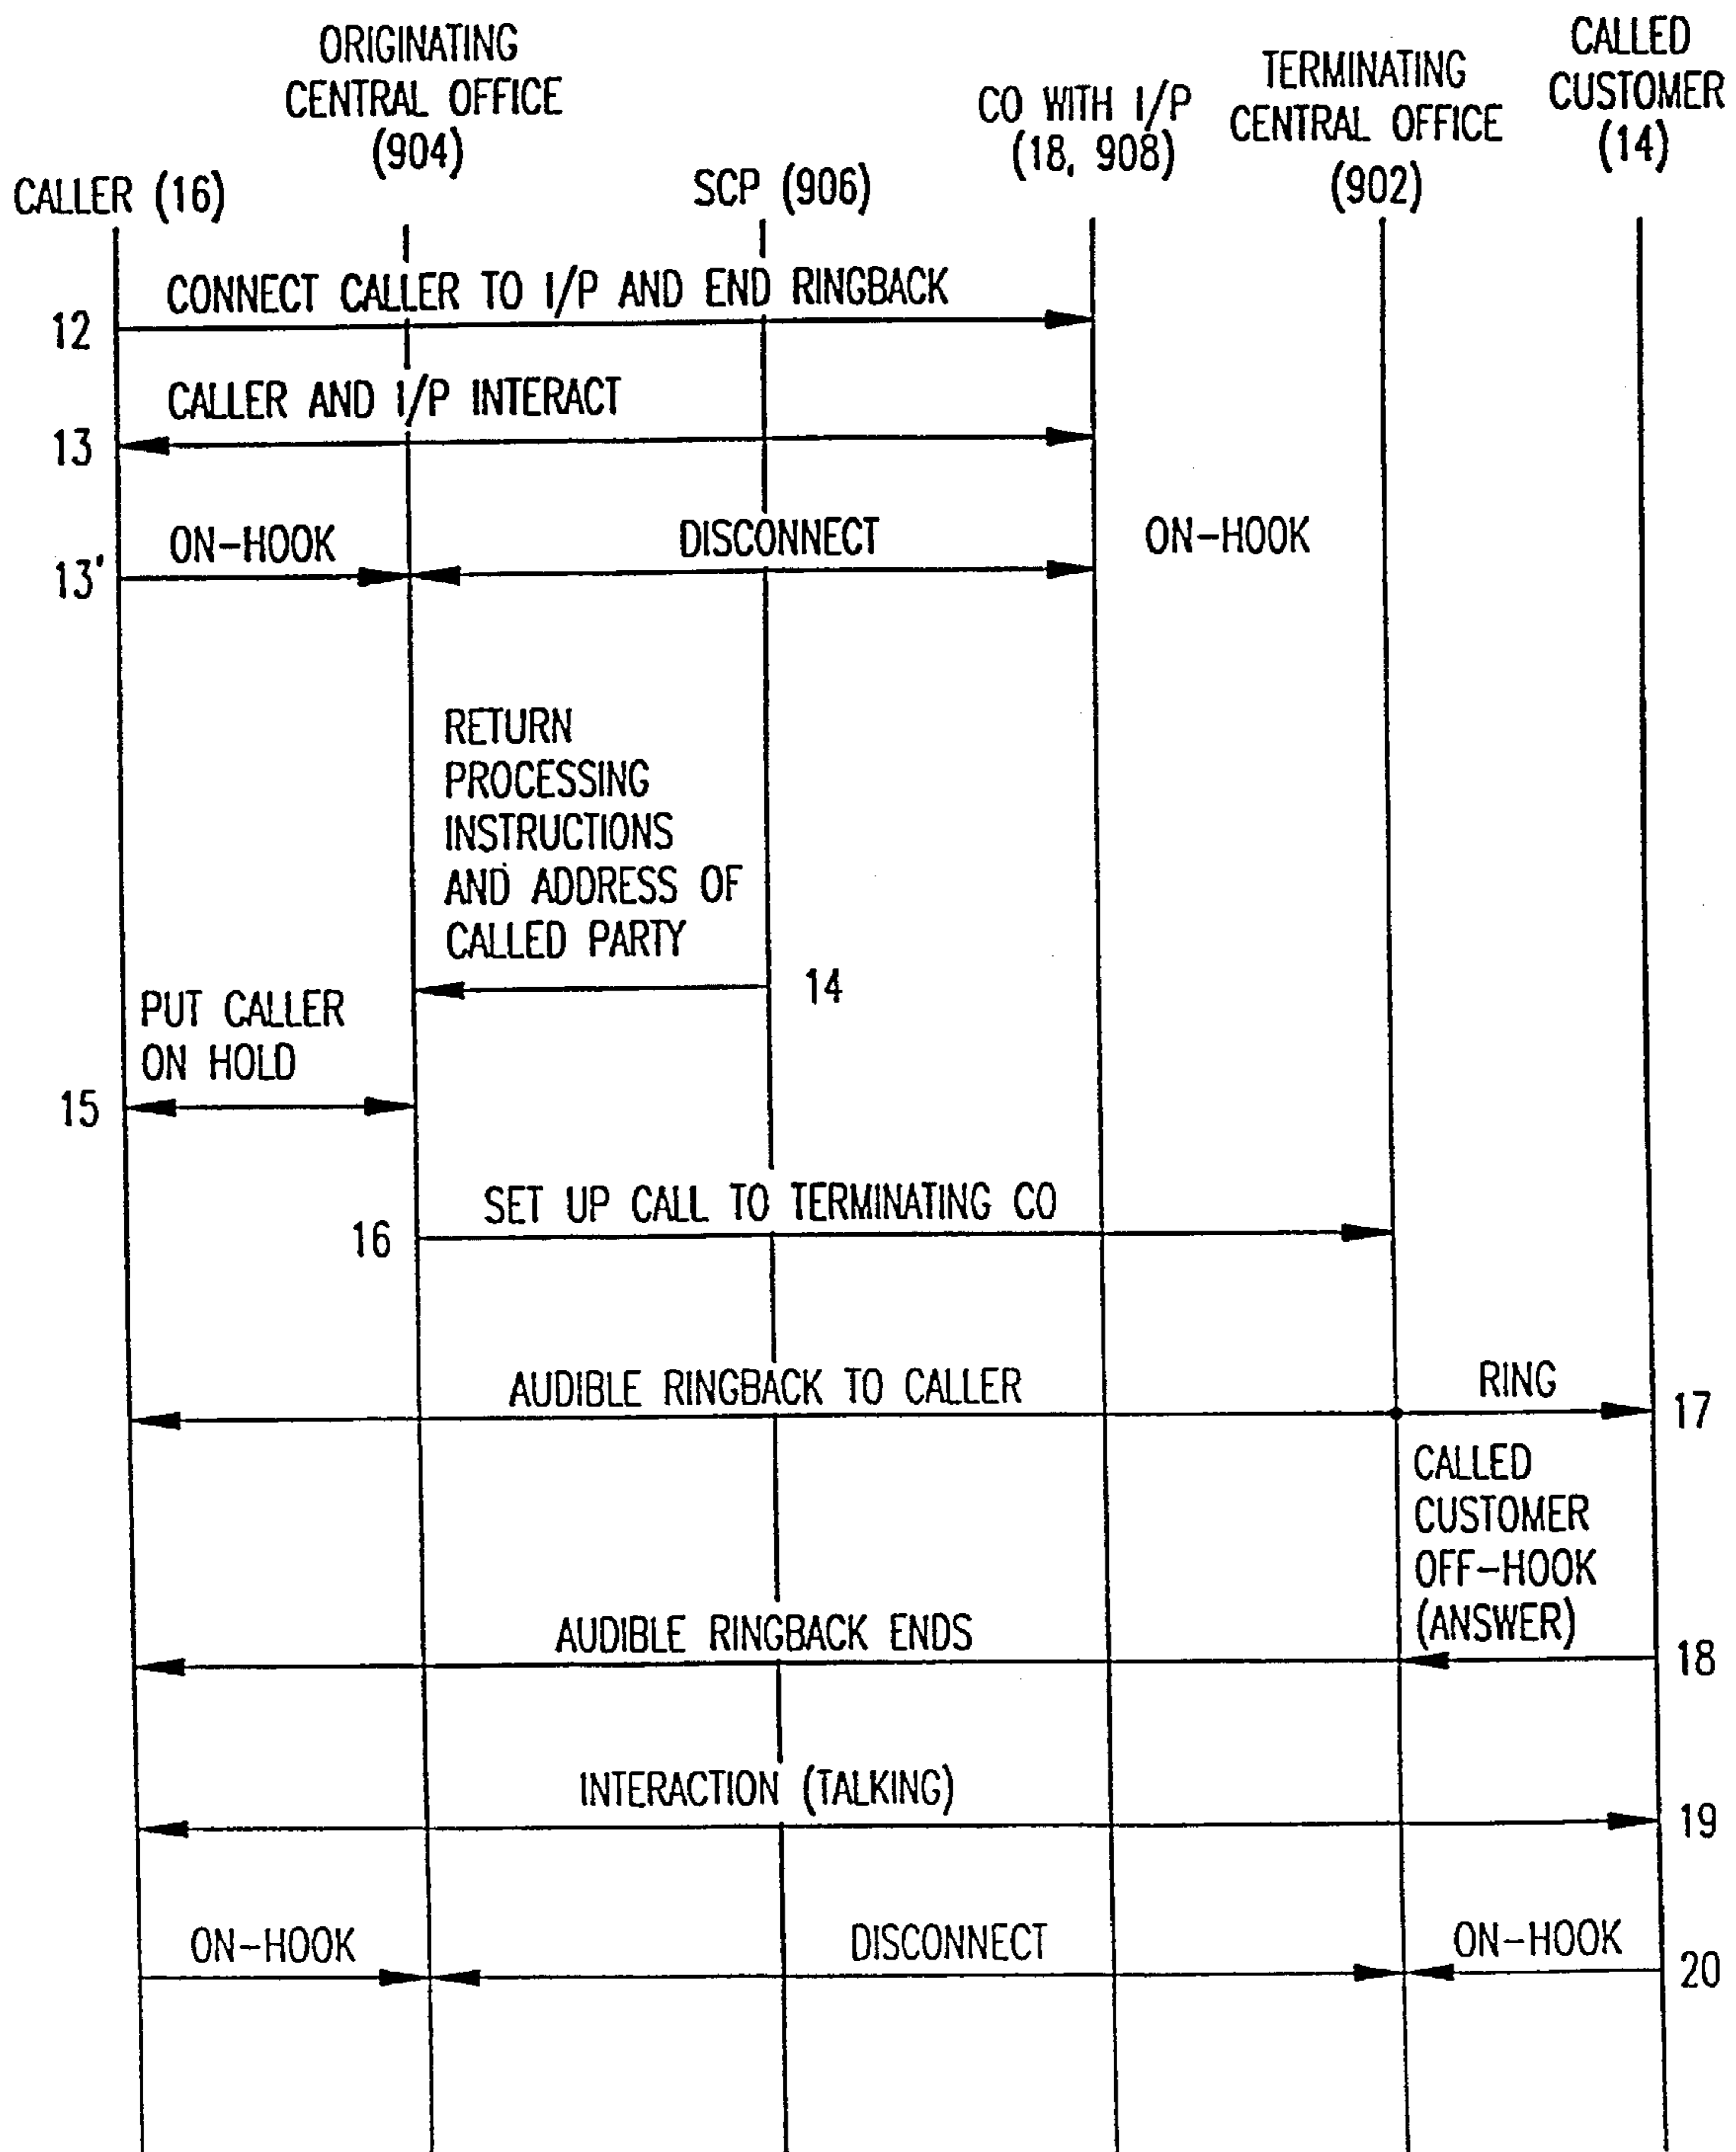 ORIGINATING
CENTRAL OFFICE
(904)
CALLED
CUSTOMER
(14)
TERMINATING
CENTRAL OFFICE
(902)
CO WITH I/P
(18, 908)
SCP (906)
CALLER (16)
CONNECT CALLER TO I/P AND END RINGBACK
12
CALLER AND I/P INTERACT
13
ON-HOOK
DISCONNECT
ON-HOOK
13'
RETURN
PROCESSING
INSTRUCTIONS
AND ADDRESS OF
CALLED PARTY
14
PUT CALLER
ON HOLD
15
SET UP CALL TO TERMINATING CO
16
AUDIBLE RINGBACK TO CALLER
RING
17
CALLED
CUSTOMER
OFF-HOOK
(ANSWER)
AUDIBLE RINGBACK ENDS
18
INTERACTION (TALKING)
19
ON-HOOK
DISCONNECT
ON-HOOK
20